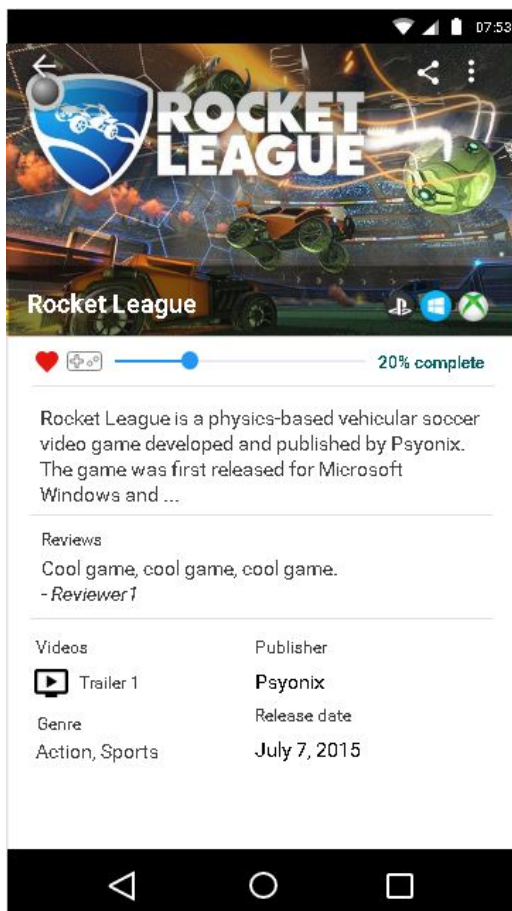 07:53
ROCKET
LEAGUE
Rocket League
20% complete
Rocket League is a physics-based vehicular soccer
video game developed and published by Psyonix.
The game was first released for Microsoft
Windows and ...
Reviews
Cool game, cool game, cool game.
- Reviewer1
Videos
Publisher
Trailer 1
Psyonix
Genre
Release date
Action, Sports
July 7, 2015